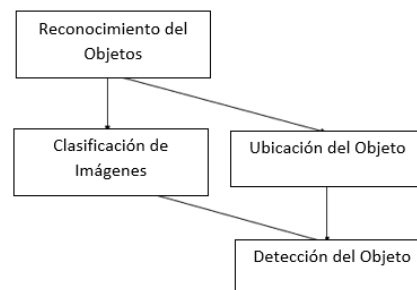 Reconocimiento del
Objetos
Clasificación de
Imágenes
Ubicación del Objeto
Detección del Objeto